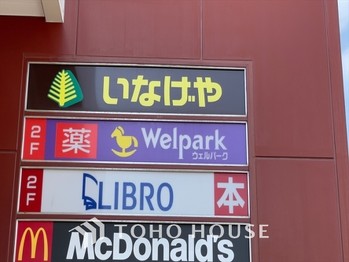 いなげや
2F 薬 Welpark
ウェルパーク
2F LIBRO 本
TOHO HOUSE
McDonald's